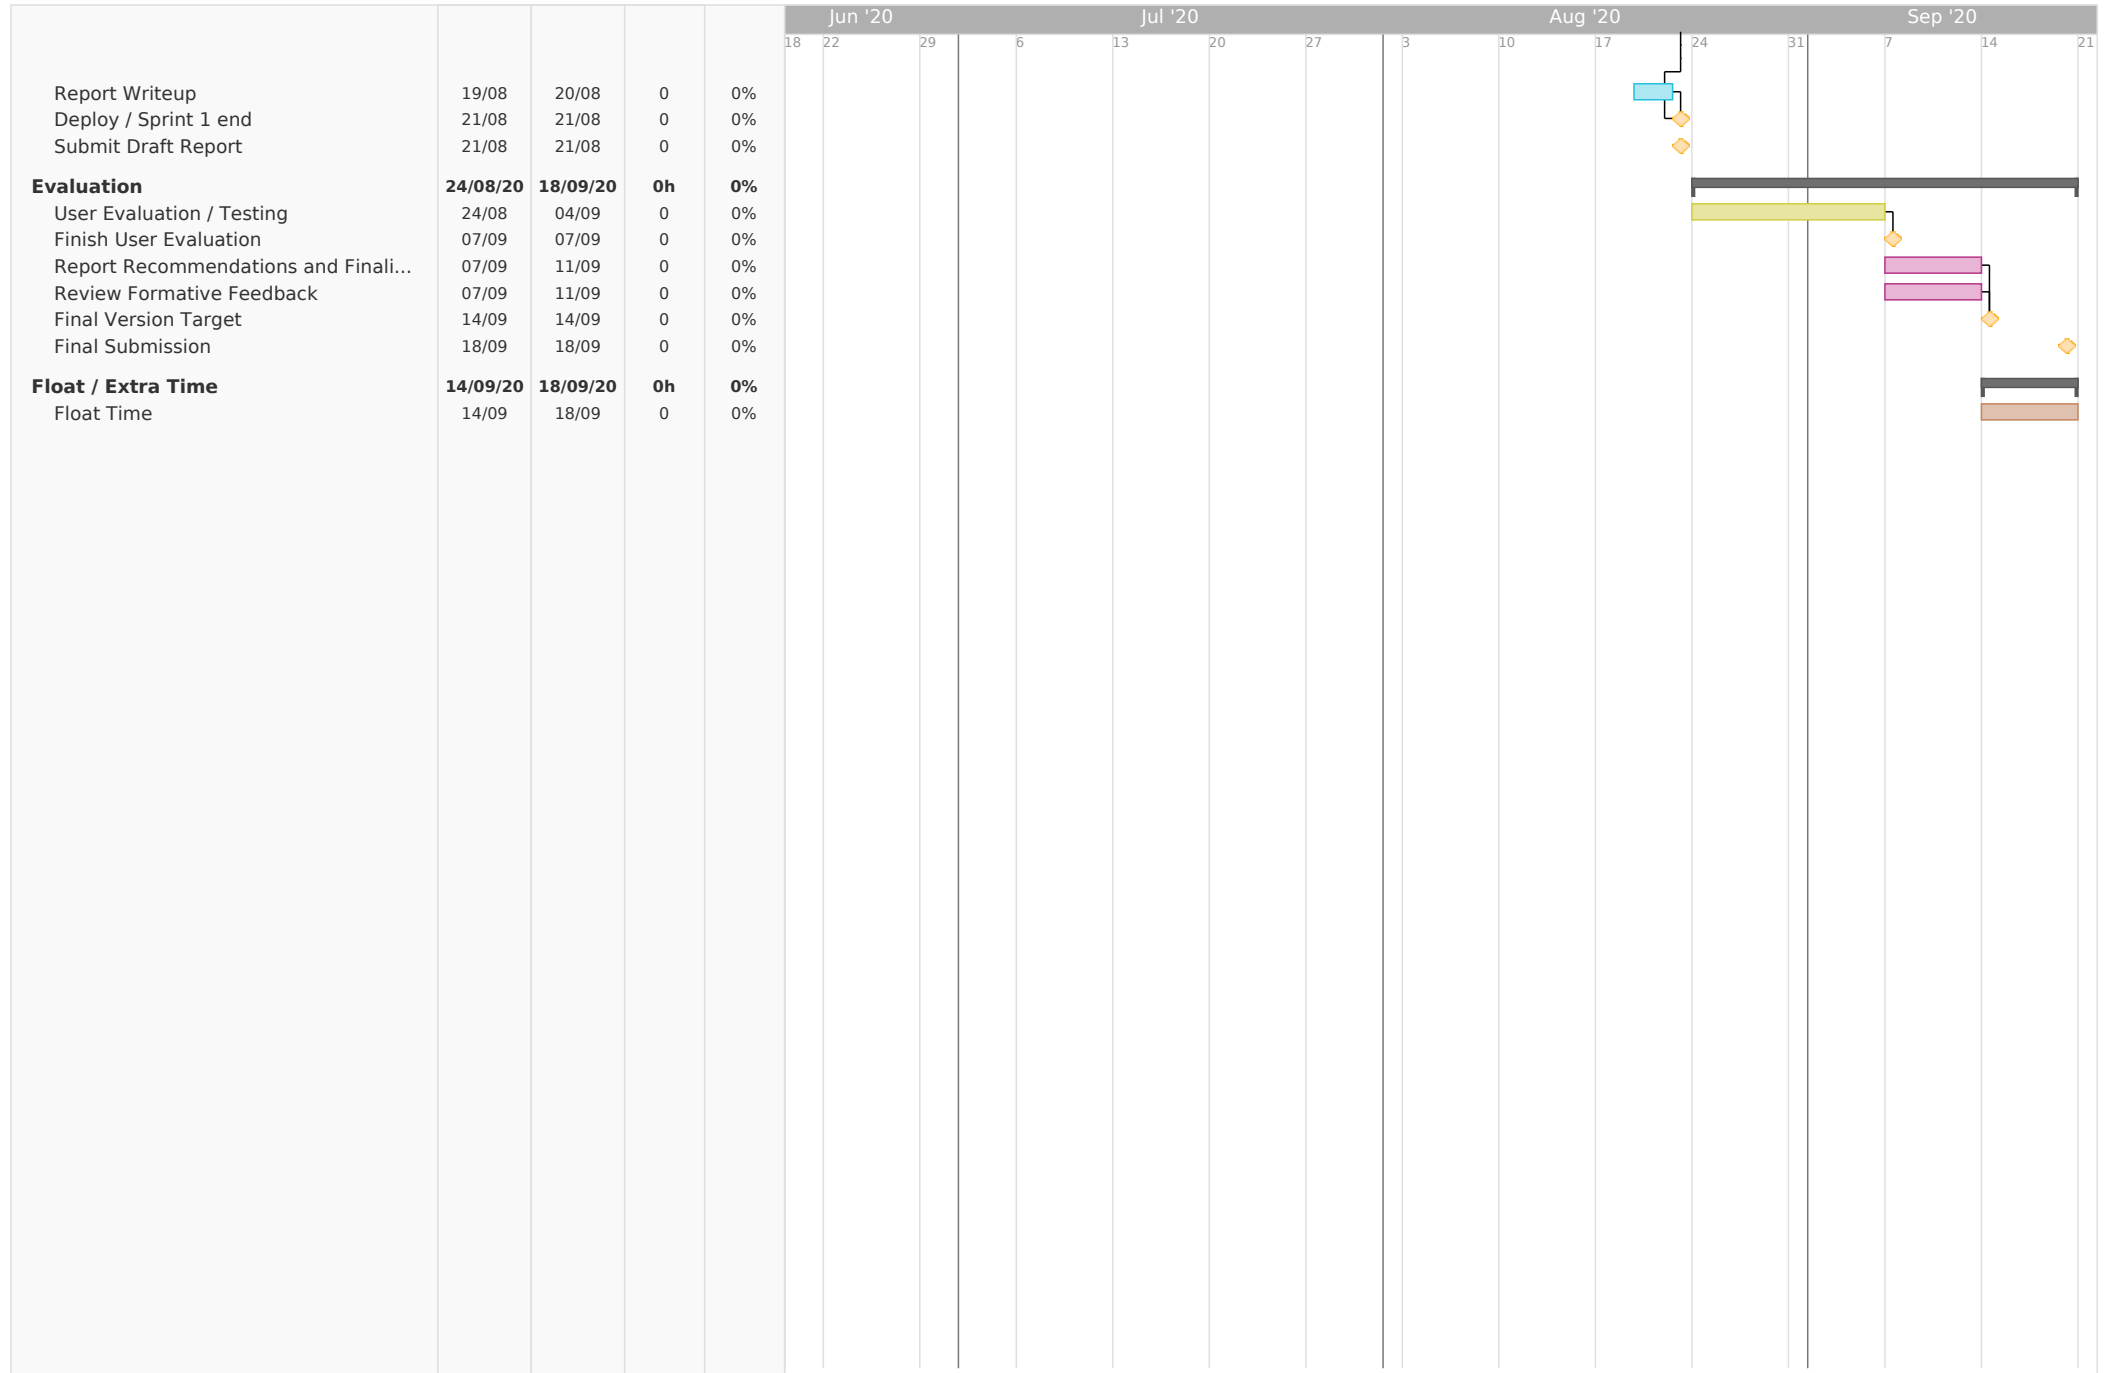 Jun '20 Jul '20 Aug '20 Sep '20
18 22 29 6 13 20 27 3 10 17 24 31 7 14 21
Report Writeup 19/08 20/08 0 0%
Deploy / Sprint 1 end 21/08 21/08 0 0%
Submit Draft Report 21/08 21/08 0 0%
Evaluation 24/08/20 18/09/20 0h 0%
User Evaluation / Testing 24/08 04/09 0 0%
Finish User Evaluation 07/09 07/09 0 0%
Report Recommendations and Finali... 07/09 11/09 0 0%
Review Formative Feedback 07/09 11/09 0 0%
Final Version Target 14/09 14/09 0 0%
Final Submission 18/09 18/09 0 0%
Float / Extra Time 14/09/20 18/09/20 0h 0%
Float Time 14/09 18/09 0 0%